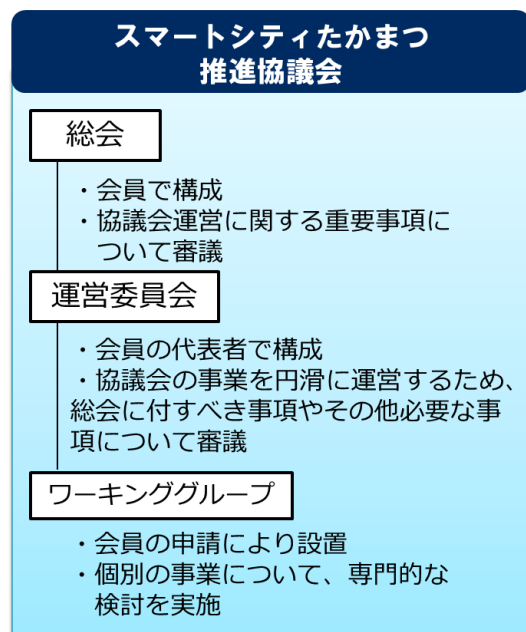 スマートシティたかまつ
推進協議会
総会
・会員で構成
・協議会運営に関する重要事項に
ついて審議
運営委員会
・会員の代表者で構成
・協議会の事業を円滑に運営するため、
総会に付すべき事項やその他必要な事
項について審議
ワーキンググループ
・会員の申請により設置
・個別の事業について、専門的な
検討を実施